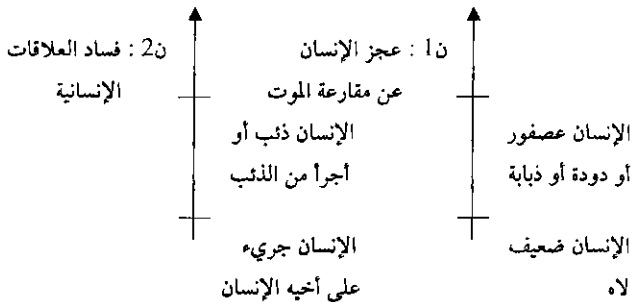 ن1 : عجز الإنسان
عن مقارعة الموت
الإنسان عصفور
أو دودة أو ذبابة
الإنسان ضعيف
لاه
ن2 : فساد العلاقات
الإنسانية
الإنسان ذئب أو
أجرأ من الذئب
الإنسان جريء
على أخيه الإنسان